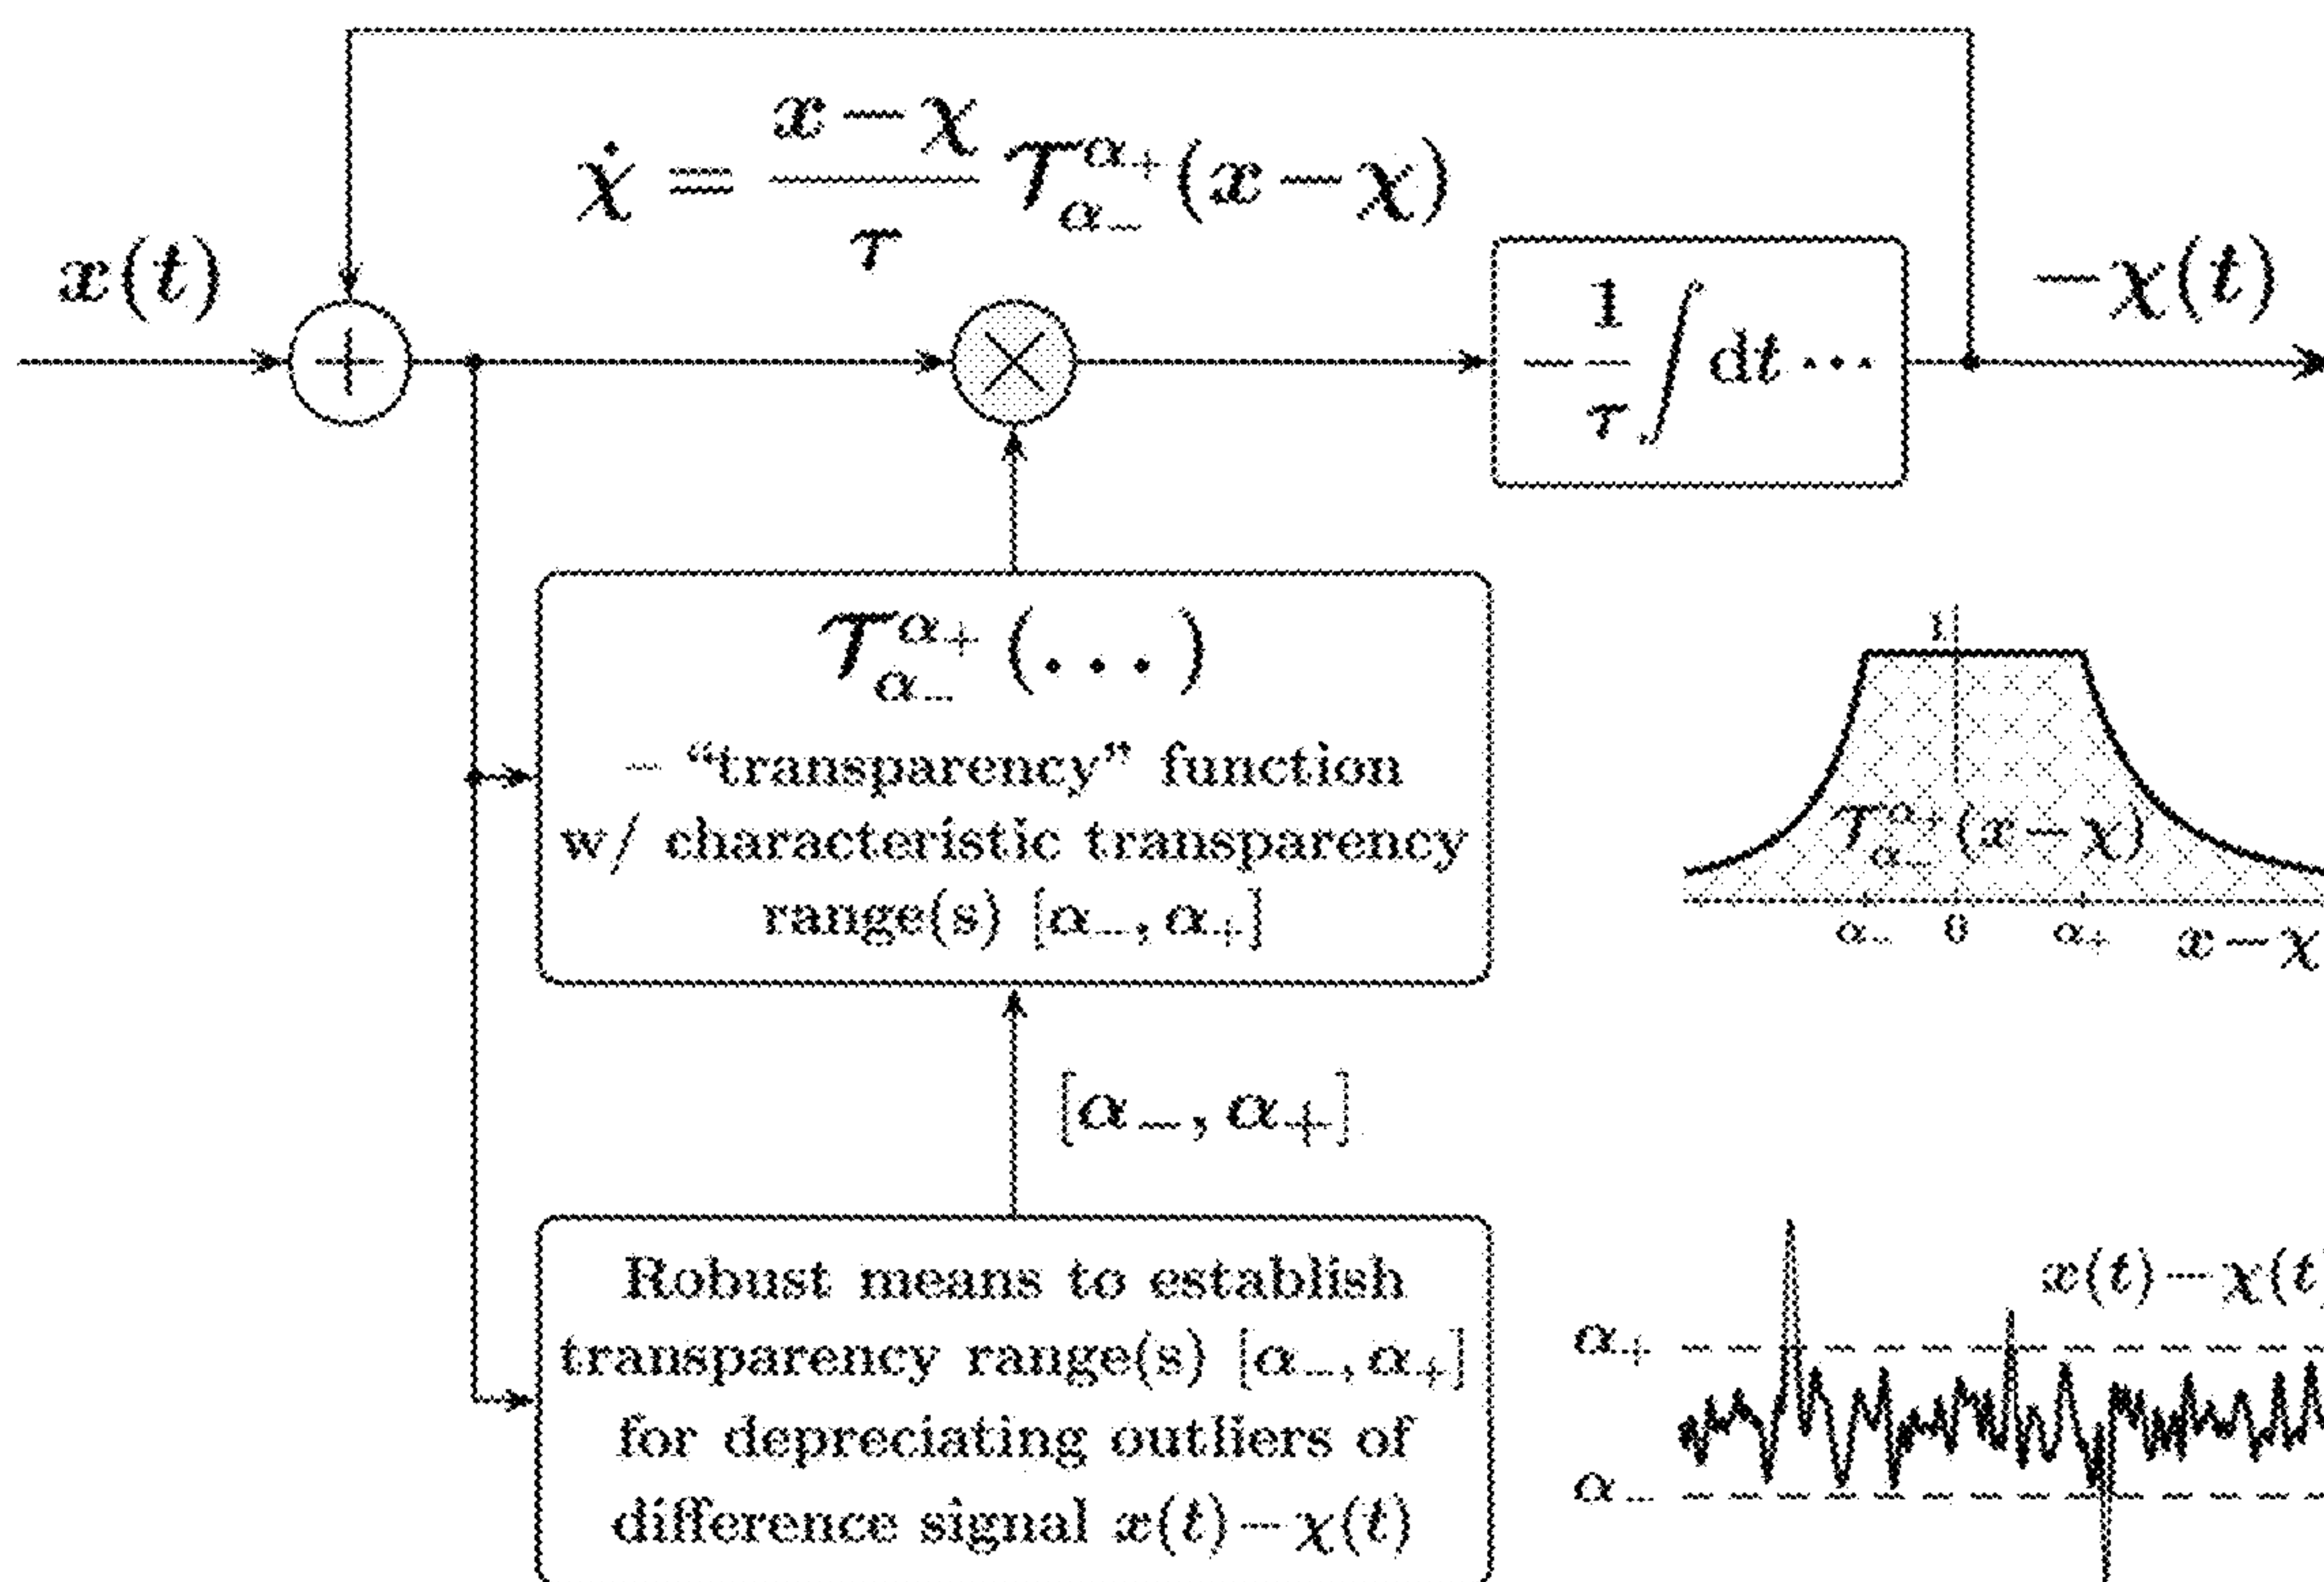 χ̇ = (x−χ)/τ 𝒯_{α₋}^{α₊}(x−χ)
x(t)
−χ(t)
−(1/τ)∫dt ⋯
𝒯_{α₋}^{α₊}(...)
– “transparency” function
w/ characteristic transparency
range(s) [α₋, α₊]
1
𝒯_{α₋}^{α₊}(x−χ)
α₋ 0 α₊ x−χ
[α₋, α₊]
Robust means to establish
transparency range(s) [α₋, α₊]
for depreciating outliers of
difference signal x(t)−χ(t)
x(t)−χ(t
α₊
α₋